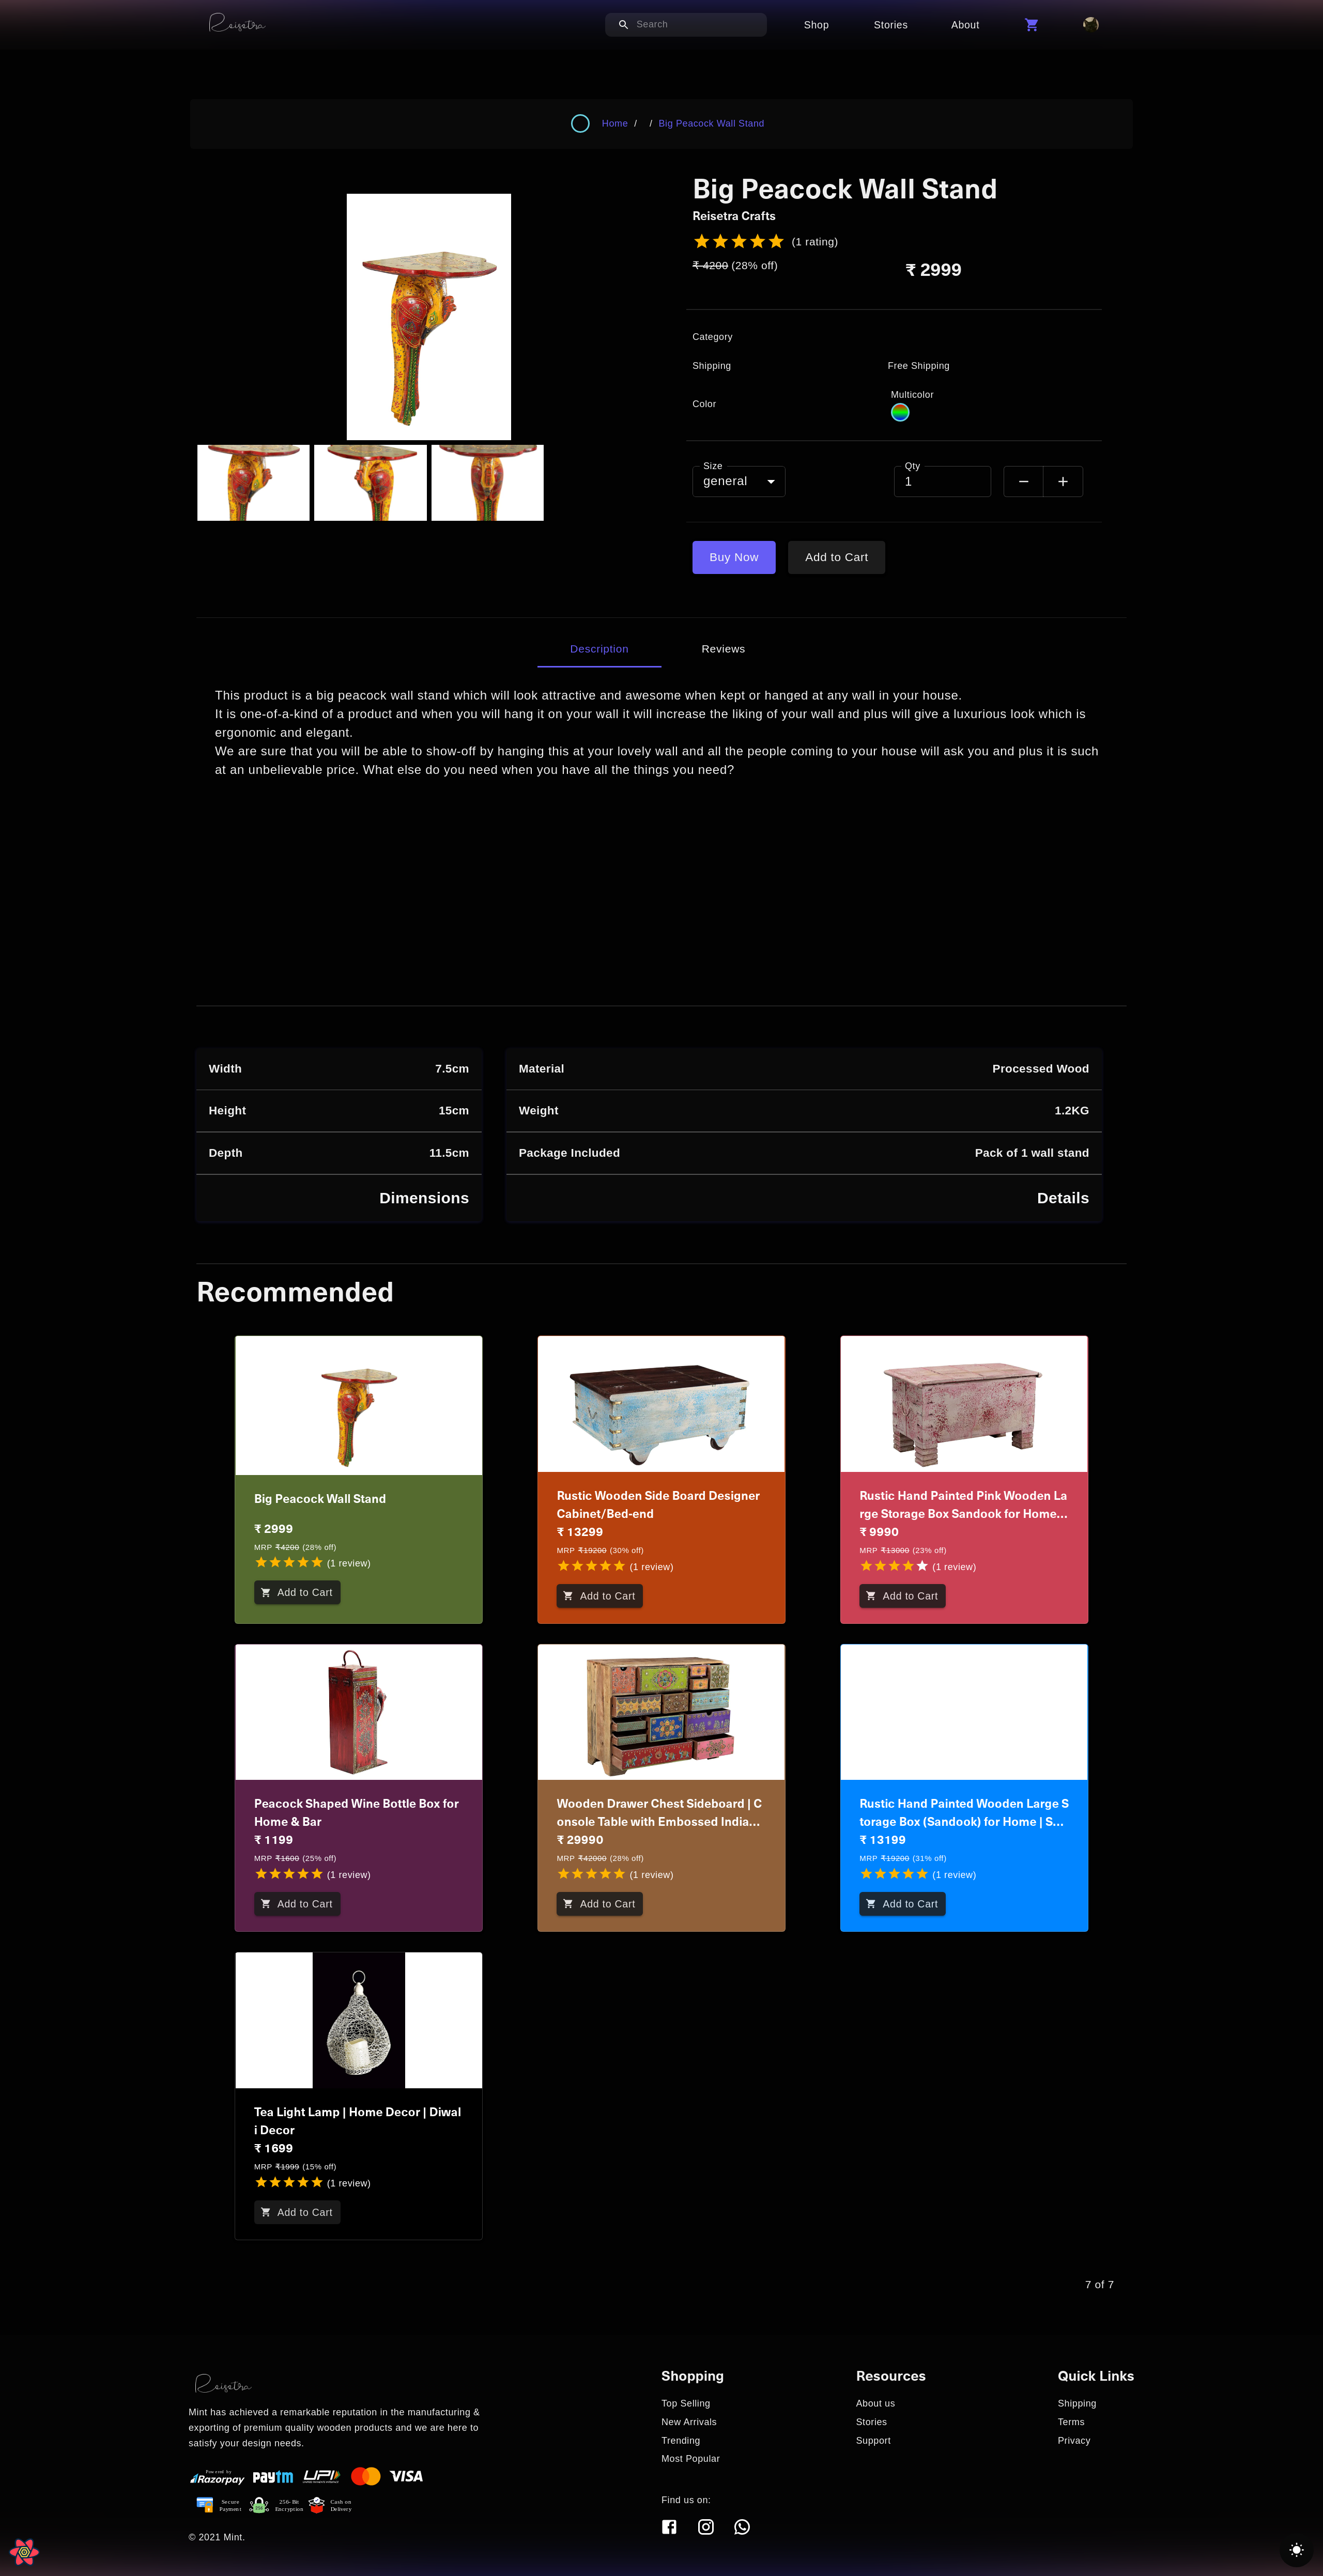 Reisetra
Search
Shop
Stories
About
Home / / Big Peacock Wall Stand
Big Peacock Wall Stand
Reisetra Crafts
(1 rating)
₹ 4200 (28% off)
₹ 2999
Category
Shipping
Free Shipping
Color
Multicolor
Size
general
Qty
1
Buy Now
Add to Cart
Description
Reviews
This product is a big peacock wall stand which will look attractive and awesome when kept or hanged at any wall in your house.
It is one-of-a-kind of a product and when you will hang it on your wall it will increase the liking of your wall and plus will give a luxurious look which is
ergonomic and elegant.
We are sure that you will be able to show-off by hanging this at your lovely wall and all the people coming to your house will ask you and plus it is such
at an unbelievable price. What else do you need when you have all the things you need?
Width 7.5cm
Height 15cm
Depth 11.5cm
Dimensions
Material Processed Wood
Weight 1.2KG
Package Included Pack of 1 wall stand
Details
Recommended
Big Peacock Wall Stand
₹ 2999
MRP ₹4200 (28% off)
(1 review)
Add to Cart
Rustic Wooden Side Board Designer
Cabinet/Bed-end
₹ 13299
MRP ₹19200 (30% off)
(1 review)
Add to Cart
Rustic Hand Painted Pink Wooden La
rge Storage Box Sandook for Home...
₹ 9990
MRP ₹13000 (23% off)
(1 review)
Add to Cart
Peacock Shaped Wine Bottle Box for
Home & Bar
₹ 1199
MRP ₹1600 (25% off)
(1 review)
Add to Cart
Wooden Drawer Chest Sideboard | C
onsole Table with Embossed India...
₹ 29990
MRP ₹42000 (28% off)
(1 review)
Add to Cart
Rustic Hand Painted Wooden Large S
torage Box (Sandook) for Home | S...
₹ 13199
MRP ₹19200 (31% off)
(1 review)
Add to Cart
Tea Light Lamp | Home Decor | Diwal
i Decor
₹ 1699
MRP ₹1999 (15% off)
(1 review)
Add to Cart
7 of 7
Reisetra
Mint has achieved a remarkable reputation in the manufacturing &
exporting of premium quality wooden products and we are here to
satisfy your design needs.
Powered by
Razorpay
paytm
UPI
VISA
Secure
Payment
256
256-Bit
Encryption
Cash on
Delivery
© 2021 Mint.
Shopping
Top Selling
New Arrivals
Trending
Most Popular
Find us on:
Resources
About us
Stories
Support
Quick Links
Shipping
Terms
Privacy